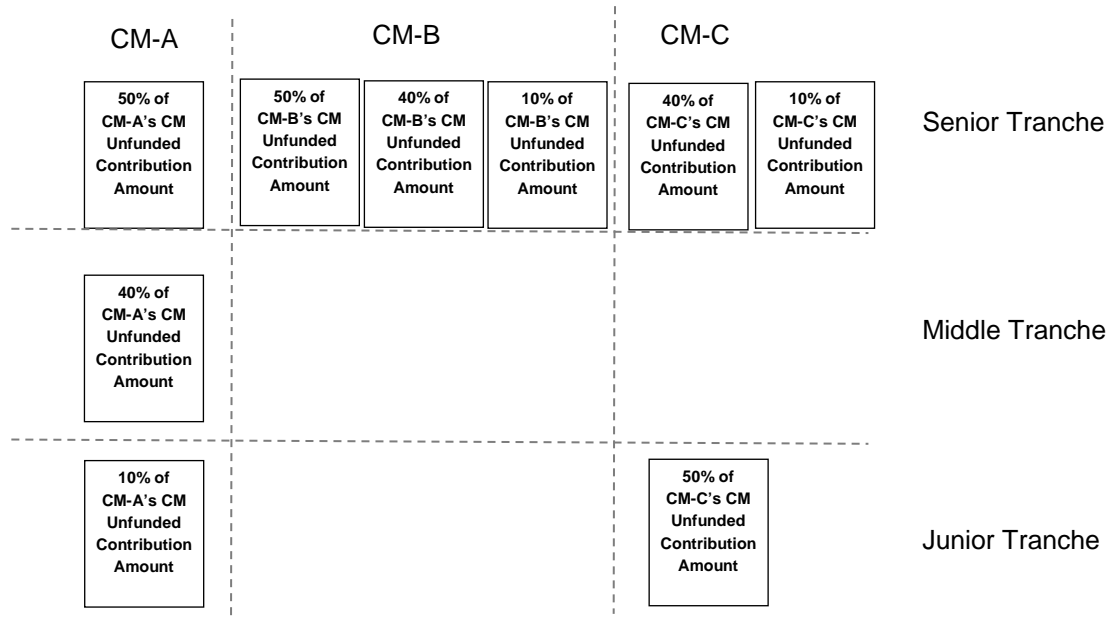 CM-A
CM-B
CM-C
50% of
CM-A’s CM
Unfunded
Contribution
Amount
50% of
CM-B’s CM
Unfunded
Contribution
Amount
40% of
CM-B’s CM
Unfunded
Contribution
Amount
10% of
CM-B’s CM
Unfunded
Contribution
Amount
40% of
CM-C’s CM
Unfunded
Contribution
Amount
10% of
CM-C’s CM
Unfunded
Contribution
Amount
Senior Tranche
40% of
CM-A’s CM
Unfunded
Contribution
Amount
Middle Tranche
10% of
CM-A’s CM
Unfunded
Contribution
Amount
50% of
CM-C’s CM
Unfunded
Contribution
Amount
Junior Tranche